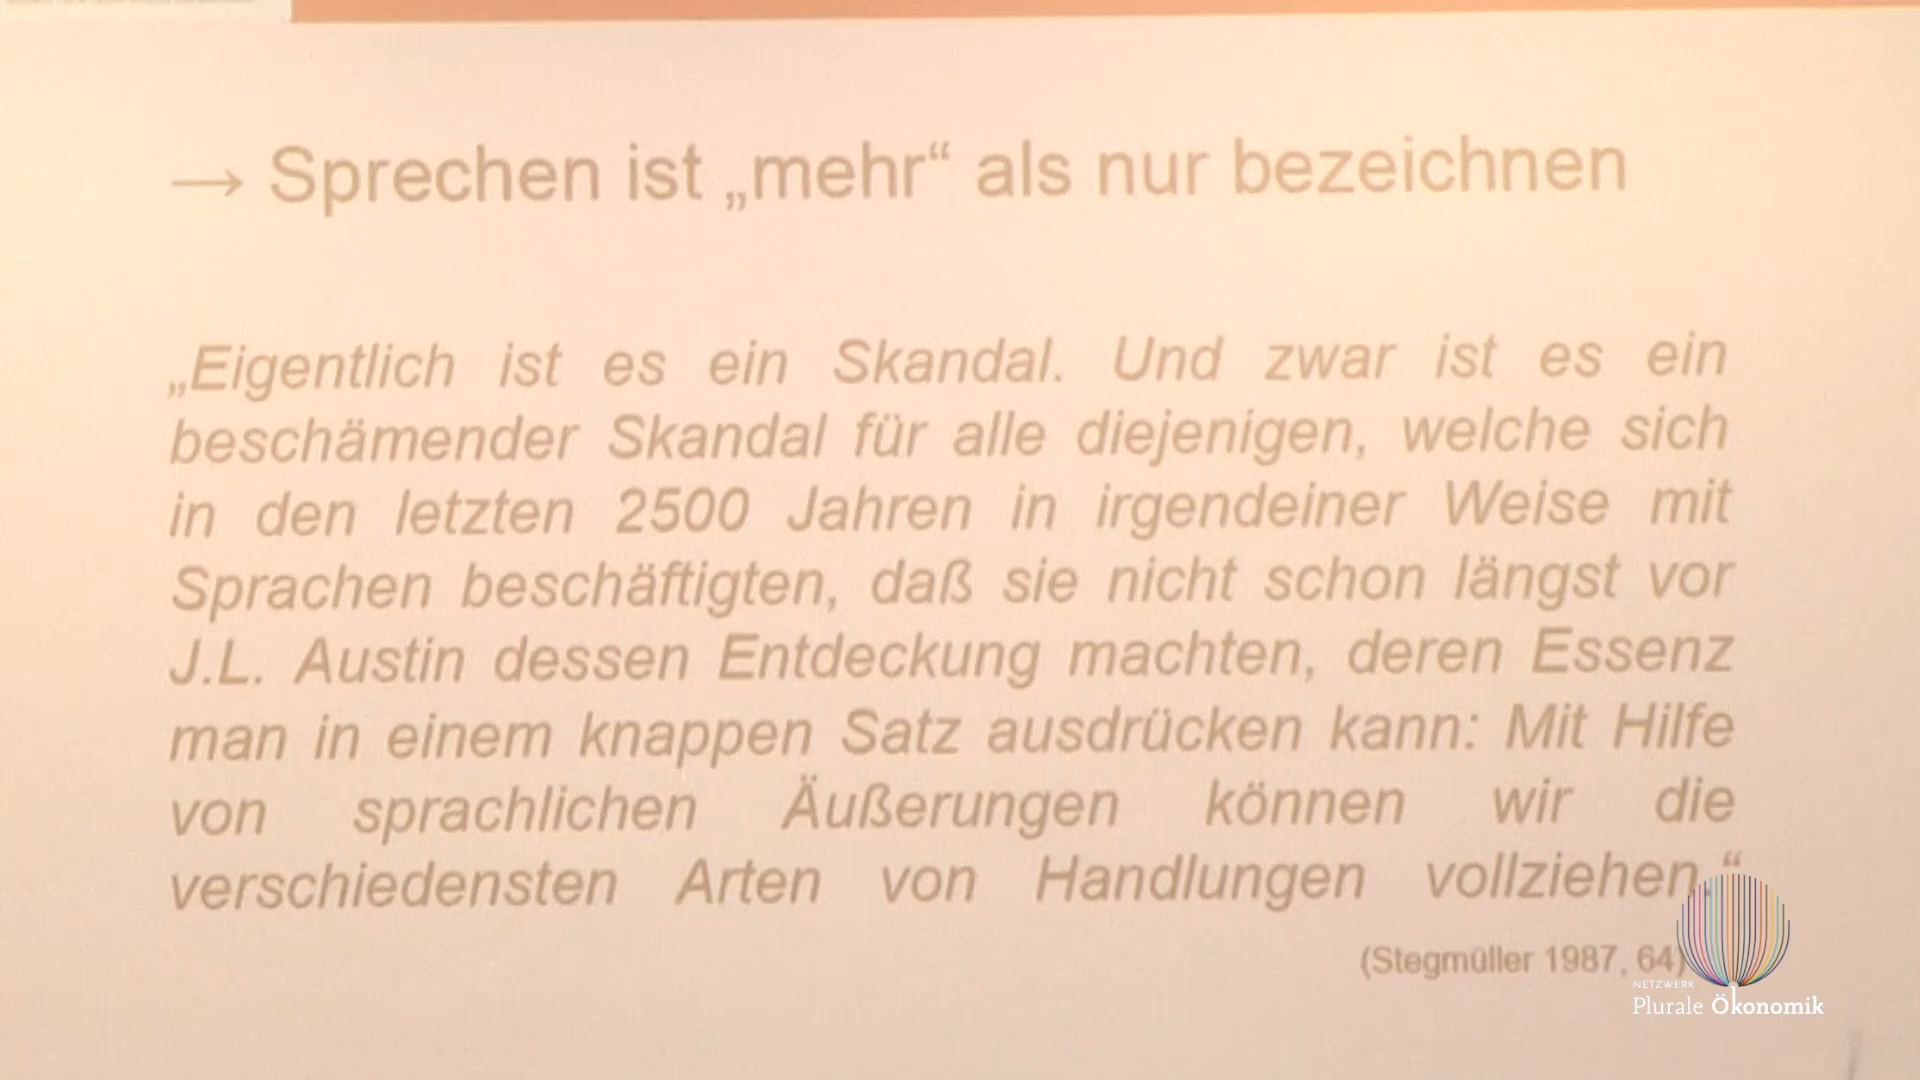 → Sprechen ist „mehr“ als nur bezeichnen
„Eigentlich ist es ein Skandal. Und zwar ist es ein
beschämender Skandal für alle diejenigen, welche sich
in den letzten 2500 Jahren in irgendeiner Weise mit
Sprachen beschäftigten, daß sie nicht schon längst vor
J.L. Austin dessen Entdeckung machten, deren Essenz
man in einem knappen Satz ausdrücken kann: Mit Hilfe
von sprachlichen Äußerungen können wir die
verschiedensten Arten von Handlungen vollziehen.“
(Stegmüller 1987, 64)
NETZWERK
Plurale Ökonomik